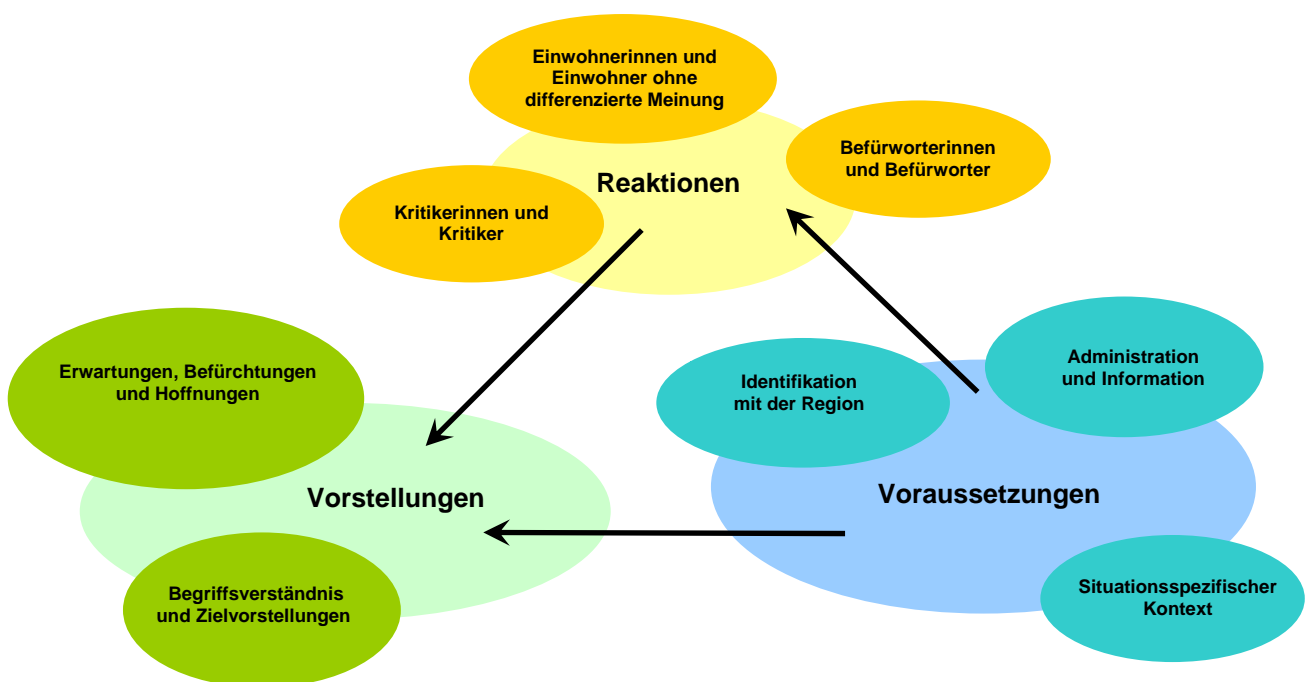 Einwohnerinnen und
Einwohner ohne
differenzierte Meinung
Befürworterinnen
und Befürworter
Reaktionen
Kritikerinnen und
Kritiker
Administration
und Information
Erwartungen, Befürchtungen
und Hoffnungen
Identifikation
mit der Region
Vorstellungen
Voraussetzungen
Begriffsverständnis
und Zielvorstellungen
Situationsspezifischer
Kontext